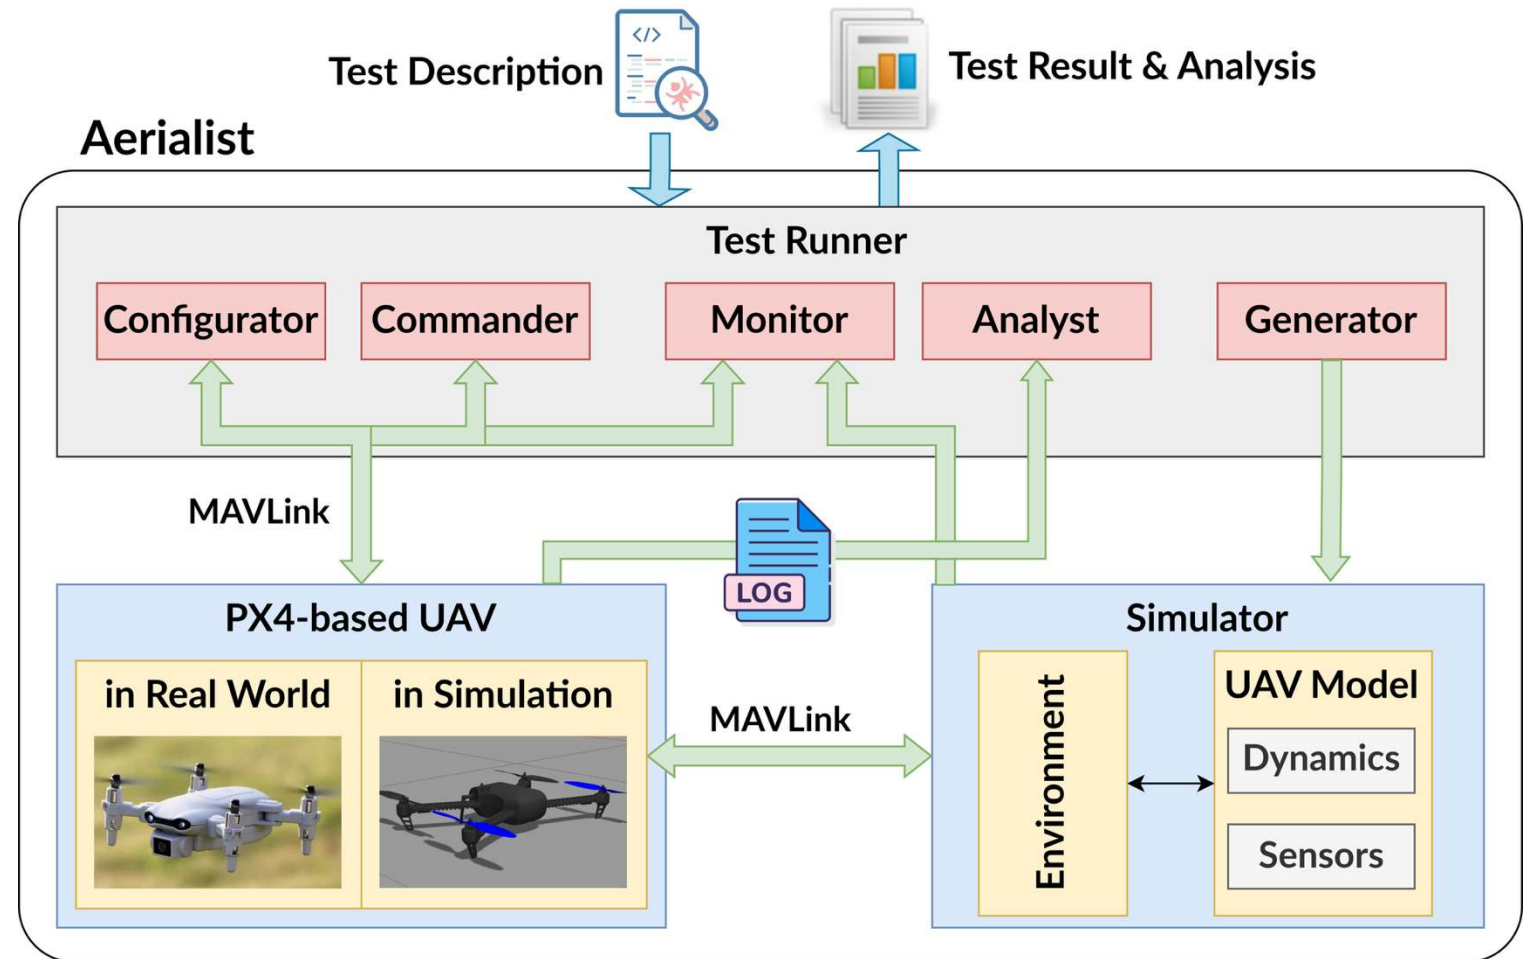 Test Description
</>
Test Result & Analysis
Aerialist
Test Runner
Configurator
Commander
Monitor
Analyst
Generator
MAVLink
LOG
PX4-based UAV
in Real World
in Simulation
MAVLink
Simulator
Environment
UAV Model
Dynamics
Sensors